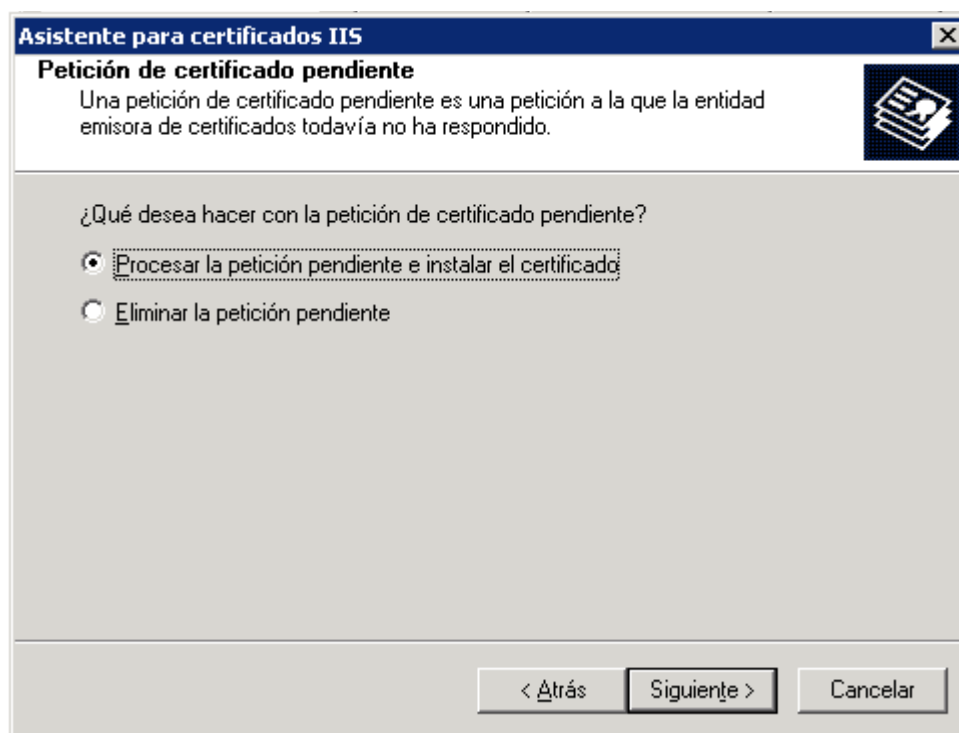 Asistente para certificados IIS
Petición de certificado pendiente
Una petición de certificado pendiente es una petición a la que la entidad
emisora de certificados todavía no ha respondido.
¿Qué desea hacer con la petición de certificado pendiente?
Procesar la petición pendiente e instalar el certificado
Eliminar la petición pendiente
< Atrás Siguiente > Cancelar